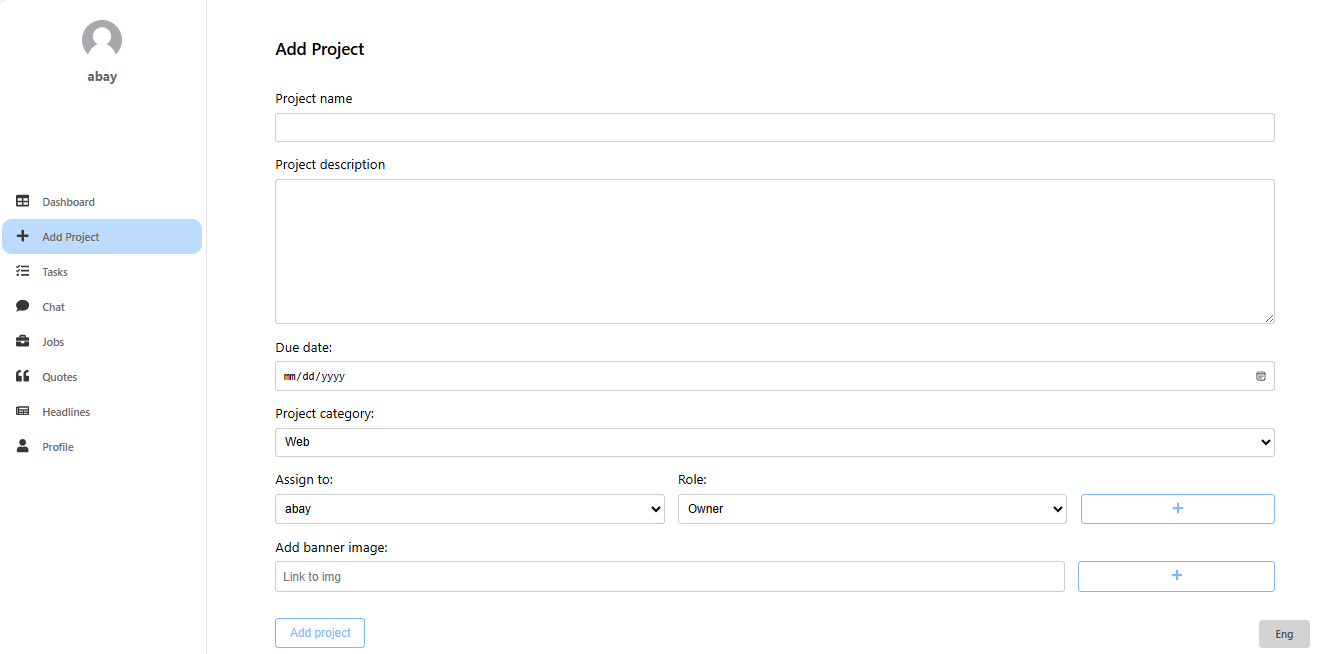 abay
Dashboard
Add Project
Tasks
Chat
Jobs
Quotes
Headlines
Profile
Add Project
Project name
Project description
Due date:
mm/dd/yyyy
Project category:
Web
Assign to:
Role:
abay
Owner
+
Add banner image:
Link to img
+
Add project
Eng